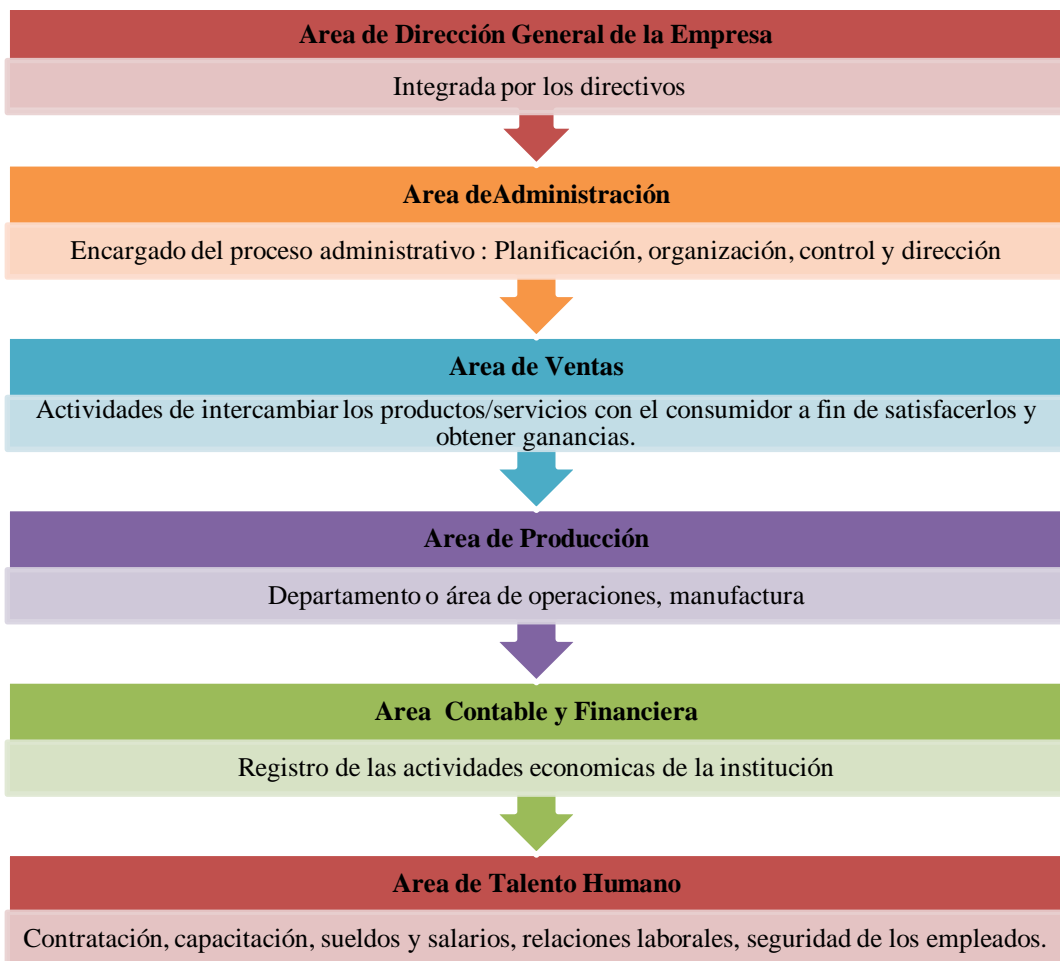 Area de Dirección General de la Empresa
Integrada por los directivos
Area deAdministración
Encargado del proceso administrativo : Planificación, organización, control y dirección
Area de Ventas
Actividades de intercambiar los productos/servicios con el consumidor a fin de satisfacerlos y
obtener ganancias.
Area de Producción
Departamento o área de operaciones, manufactura
Area  Contable y Financiera
Registro de las actividades economicas de la institución
Area de Talento Humano
Contratación, capacitación, sueldos y salarios, relaciones laborales, seguridad de los empleados.